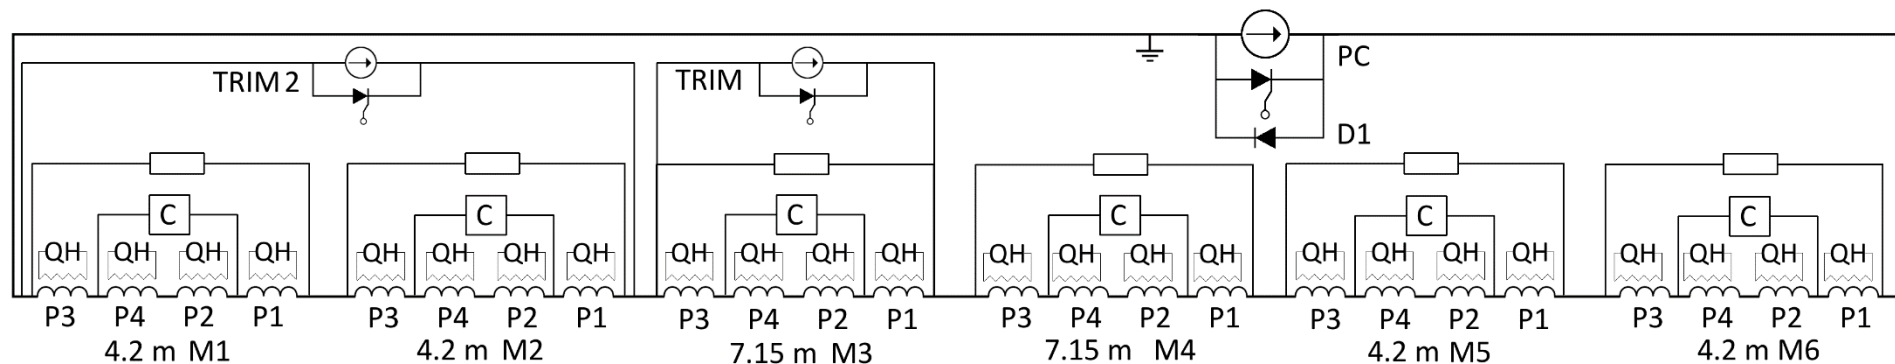 PC
TRIM 2
TRIM
D1
C C C C C C
QH QH QH QH QH QH QH QH QH QH QH QH QH QH QH QH QH QH QH QH QH QH QH QH
P3 P4 P2 P1 P3 P4 P2 P1 P3 P4 P2 P1 P3 P4 P2 P1 P3 P4 P2 P1 P3 P4 P2 P1
4.2 m M1 4.2 m M2 7.15 m M3 7.15 m M4 4.2 m M5 4.2 m M6